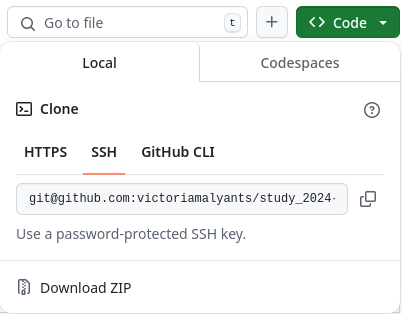 Go to file t + Code
Local Codespaces
Clone
HTTPS SSH GitHub CLI
git@github.com:victoriamalyants/study_2024-
Use a password-protected SSH key.
Download ZIP